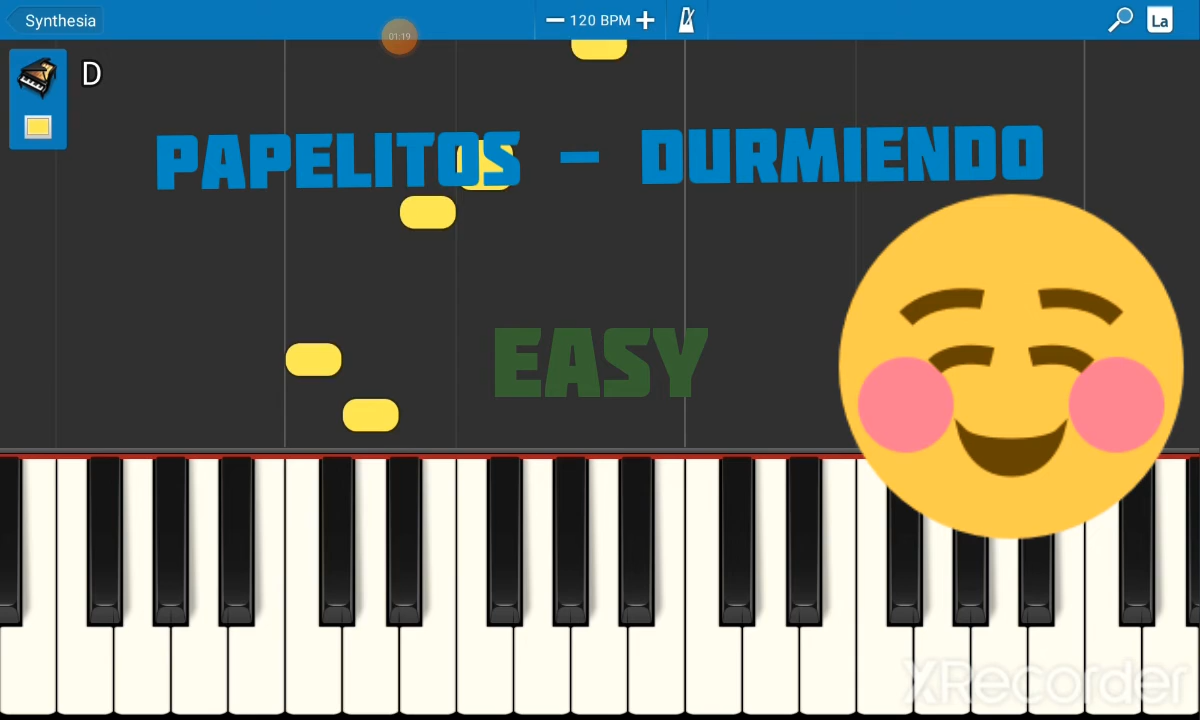 Synthesia
01:19
120 BPM
La
D
PAPELITOS - DURMIENDO
EASY
XRecorder